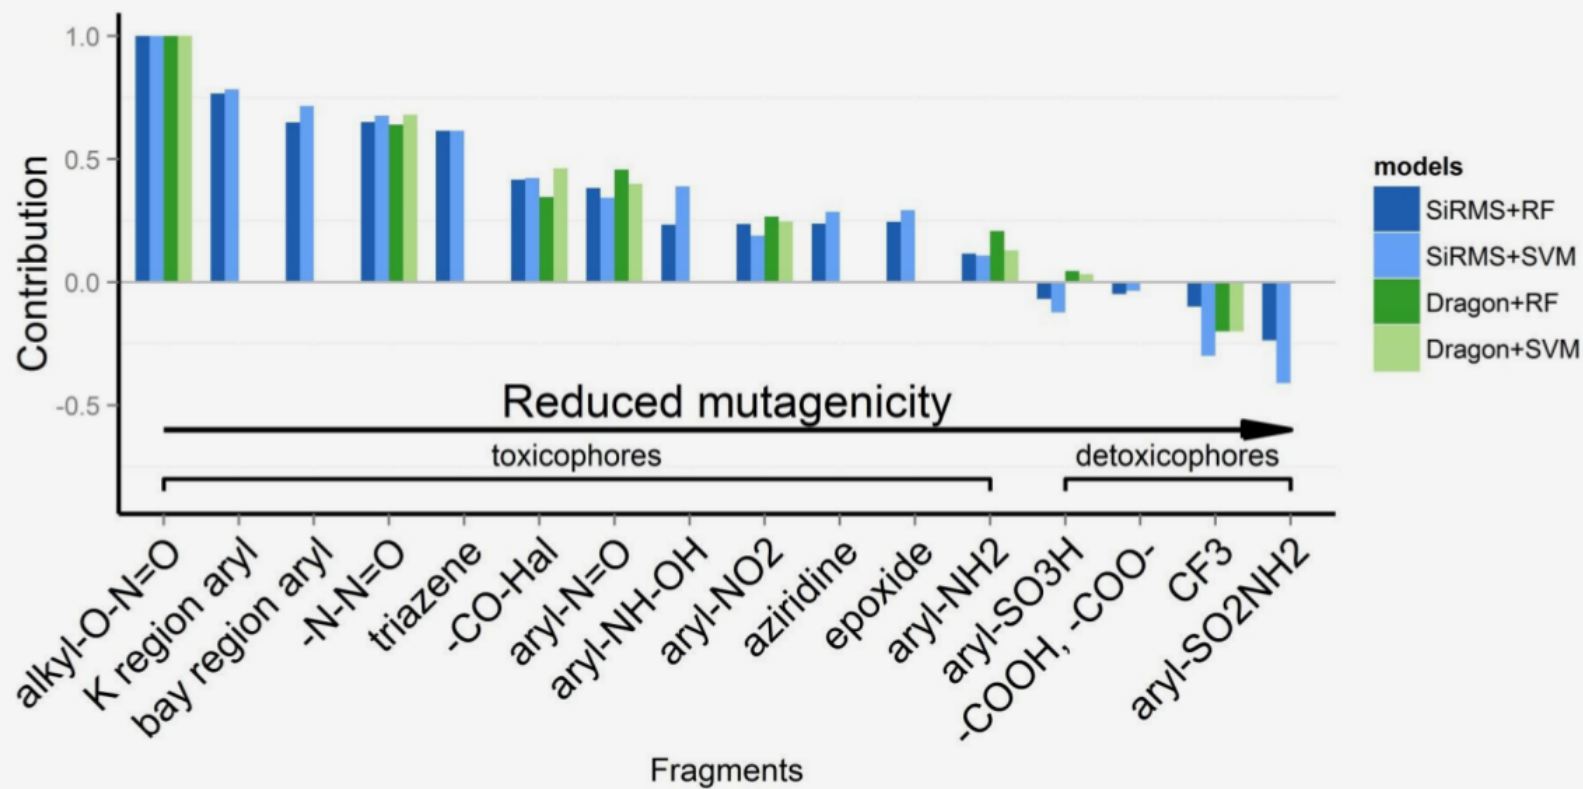 Contribution
1.0
0.5
0.0
-0.5
Reduced mutagenicity
toxicophores
detoxicophores
alkyl-O-N=O
K region aryl
bay region aryl
-N-N=O
triazene
-CO-Hal
aryl-N=O
aryl-NH-OH
aryl-NO2
aziridine
epoxide
aryl-NH2
aryl-SO3H
-COOH, -COO-
CF3
aryl-SO2NH2
Fragments
models
SiRMS+RF
SiRMS+SVM
Dragon+RF
Dragon+SVM